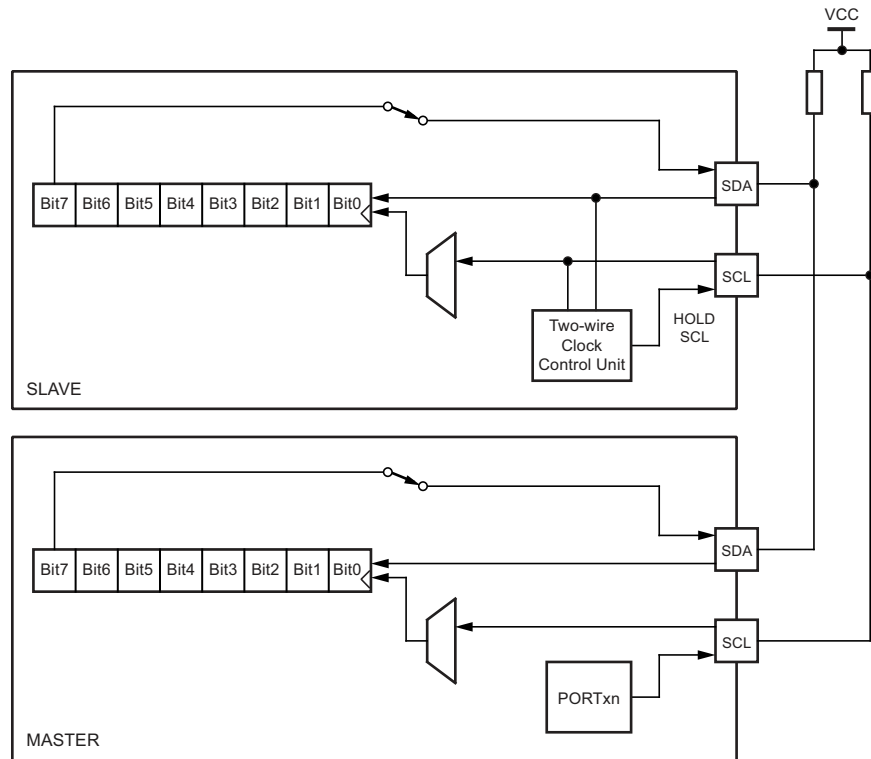 VCC
Bit7 Bit6 Bit5 Bit4 Bit3 Bit2 Bit1 Bit0
SDA
SCL
Two-wire
Clock
Control Unit
HOLD
SCL
SLAVE
Bit7 Bit6 Bit5 Bit4 Bit3 Bit2 Bit1 Bit0
SDA
SCL
PORTxn
MASTER